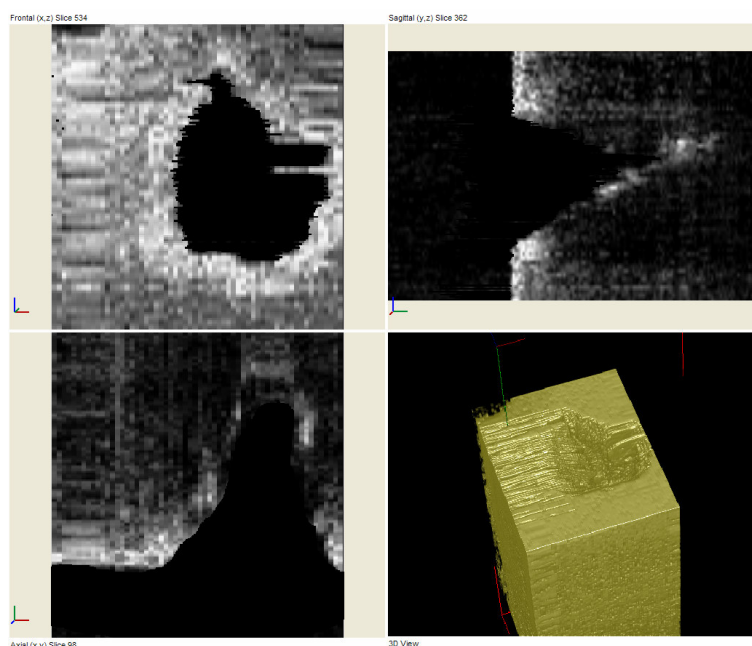 Frontal (x,z) Slice 534
Sagittal (y,z) Slice 362
Axial (x,y) Slice 98
3D View